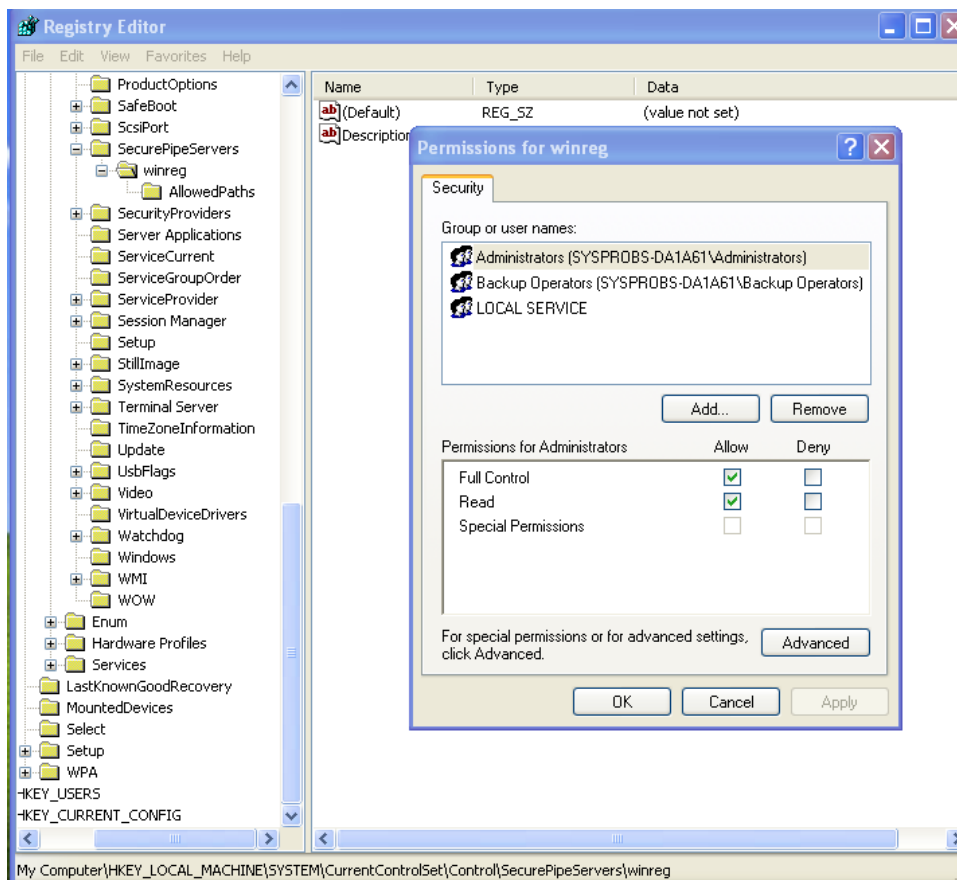 Registry Editor
File Edit View Favorites Help
ProductOptions
SafeBoot
ScsiPort
SecurePipeServers
winreg
AllowedPaths
SecurityProviders
Server Applications
ServiceCurrent
ServiceGroupOrder
ServiceProvider
Session Manager
Setup
StillImage
SystemResources
Terminal Server
TimeZoneInformation
Update
UsbFlags
Video
VirtualDeviceDrivers
Watchdog
Windows
WMI
WOW
Enum
Hardware Profiles
Services
LastKnownGoodRecovery
MountedDevices
Select
Setup
WPA
HKEY_USERS
HKEY_CURRENT_CONFIG
Name Type Data
ab (Default) REG_SZ (value not set)
ab Description
Permissions for winreg
Security
Group or user names:
Administrators (SYSPROBS-DA1A61\Administrators)
Backup Operators (SYSPROBS-DA1A61\Backup Operators)
LOCAL SERVICE
Add... Remove
Permissions for Administrators Allow Deny
Full Control
Read
Special Permissions
For special permissions or for advanced settings,
click Advanced.
Advanced
OK Cancel Apply
My Computer\HKEY_LOCAL_MACHINE\SYSTEM\CurrentControlSet\Control\SecurePipeServers\winreg